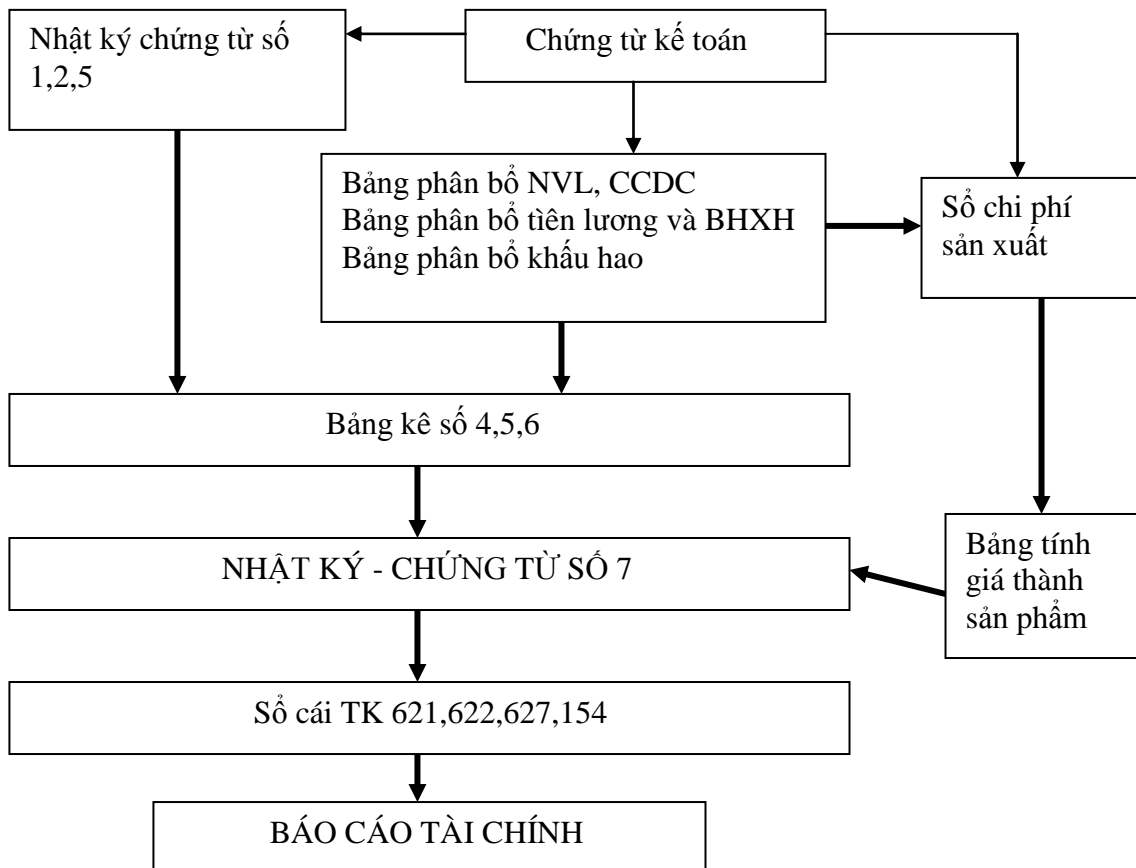 Nhật ký chứng từ số
1,2,5
Chứng từ kế toán
Bảng phân bổ NVL, CCDC
Bảng phân bổ tiền lương và BHXH
Bảng phân bổ khấu hao
Sổ chi phí
sản xuất
Bảng kê số 4,5,6
NHẬT KÝ - CHỨNG TỪ SỐ 7
Bảng tính
giá thành
sản phẩm
Sổ cái TK 621,622,627,154
BÁO CÁO TÀI CHÍNH